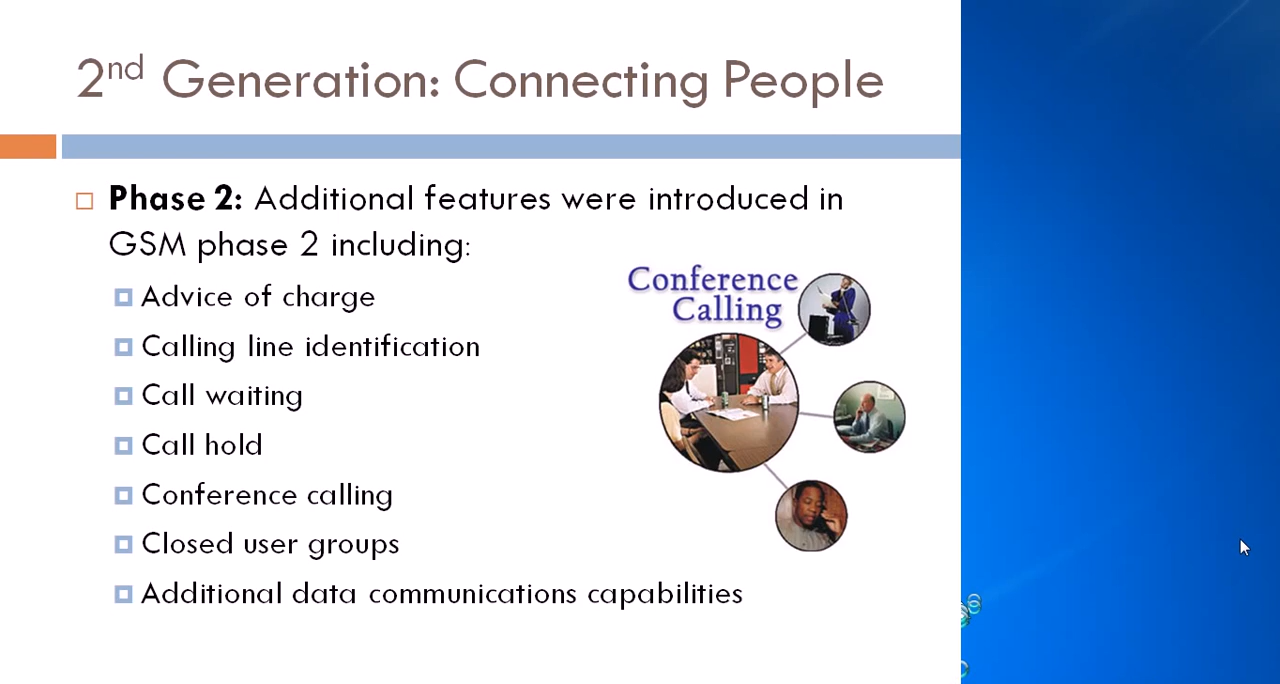 2nd Generation: Connecting People
Phase 2: Additional features were introduced in
GSM phase 2 including:
Advice of charge
Calling line identification
Call waiting
Call hold
Conference calling
Closed user groups
Additional data communications capabilities
Conference
Calling